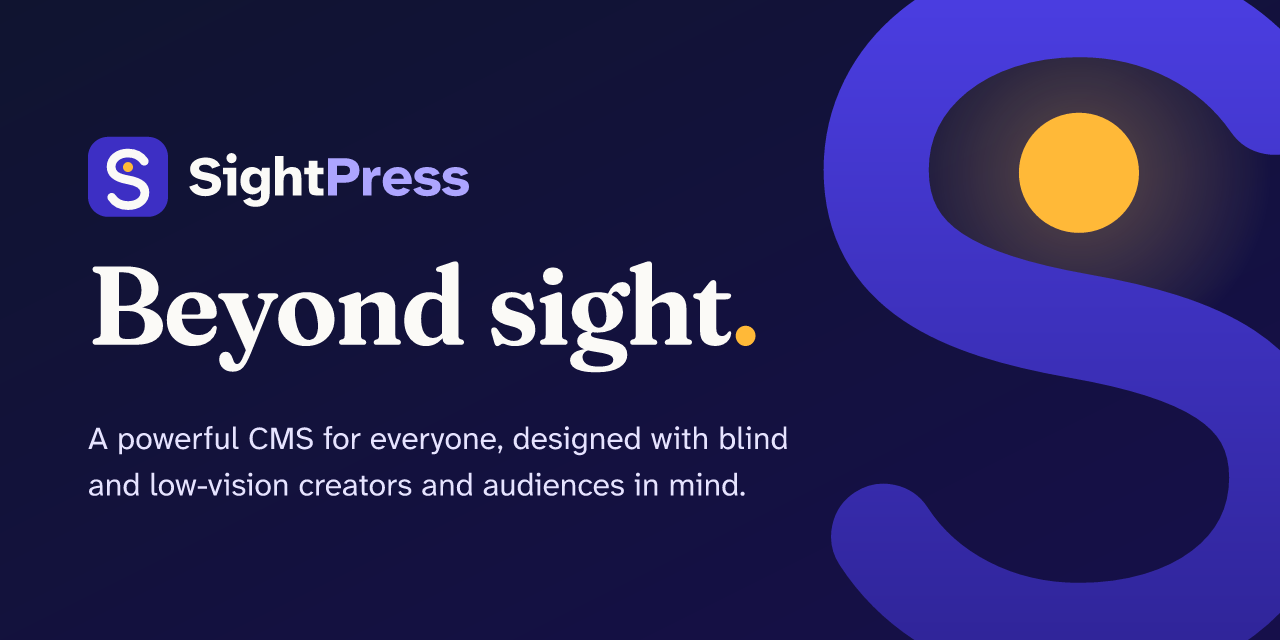 SightPress
Beyond sight.
A powerful CMS for everyone, designed with blind
and low-vision creators and audiences in mind.